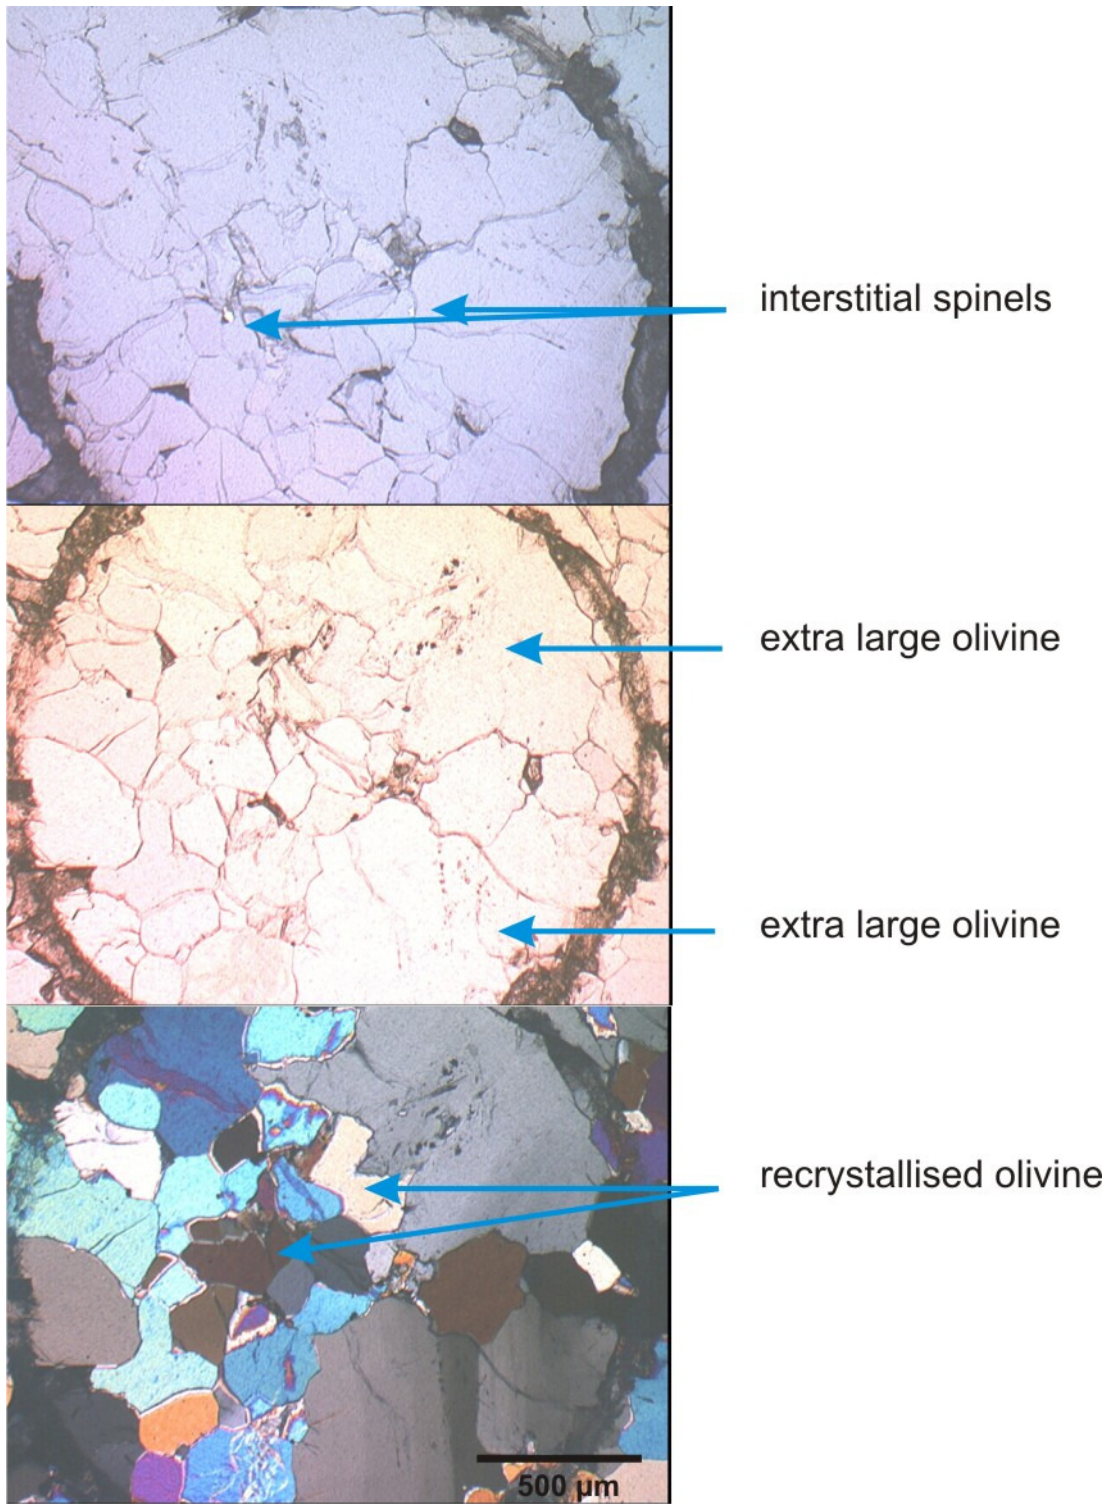 interstitial spinels
extra large olivine
extra large olivine
recrystallised olivine
500 µm